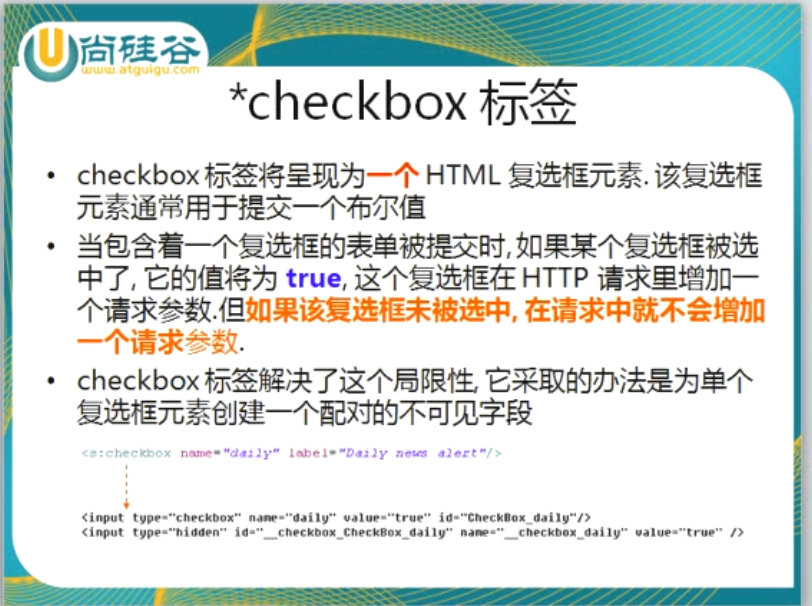 尚硅谷
www.atguigu.com
*checkbox 标签
• checkbox 标签将呈现为一个 HTML 复选框元素. 该复选框
元素通常用于提交一个布尔值
• 当包含着一个复选框的表单被提交时, 如果某个复选框被选
中了, 它的值将为 true, 这个复选框在 HTTP 请求里增加一
个请求参数. 但如果该复选框未被选中, 在请求中就不会增加
一个请求参数.
• checkbox 标签解决了这个局限性, 它采取的办法是为单个
复选框元素创建一个配对的不可见字段
<s:checkbox name="daily" label="Daily news alert"/>
<input type="checkbox" name="daily" value="true" id="CheckBox_daily"/>
<input type="hidden" id="__checkbox_CheckBox_daily" name="__checkbox_daily" value="true" />